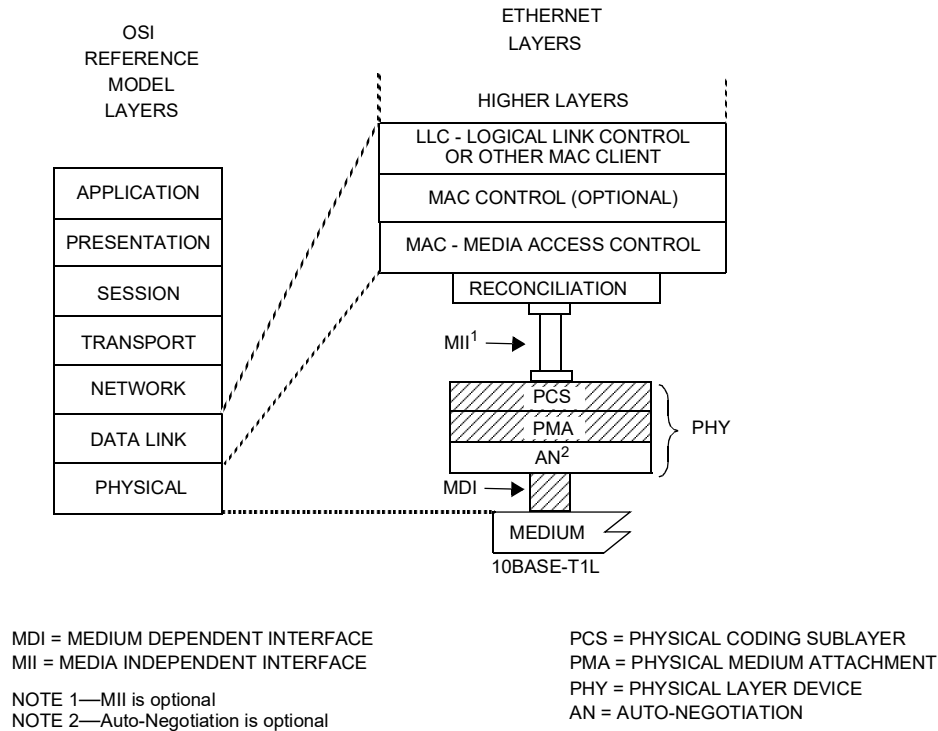 OSI
REFERENCE
MODEL
LAYERS
APPLICATION
PRESENTATION
SESSION
TRANSPORT
NETWORK
DATA LINK
PHYSICAL
ETHERNET
LAYERS
HIGHER LAYERS
LLC - LOGICAL LINK CONTROL
OR OTHER MAC CLIENT
MAC CONTROL (OPTIONAL)
MAC - MEDIA ACCESS CONTROL
RECONCILIATION
MII¹
PCS
PMA
AN²
PHY
MDI
MEDIUM
10BASE-T1L
MDI = MEDIUM DEPENDENT INTERFACE
MII = MEDIA INDEPENDENT INTERFACE
NOTE 1—MII is optional
NOTE 2—Auto-Negotiation is optional
PCS = PHYSICAL CODING SUBLAYER
PMA = PHYSICAL MEDIUM ATTACHMENT
PHY = PHYSICAL LAYER DEVICE
AN = AUTO-NEGOTIATION